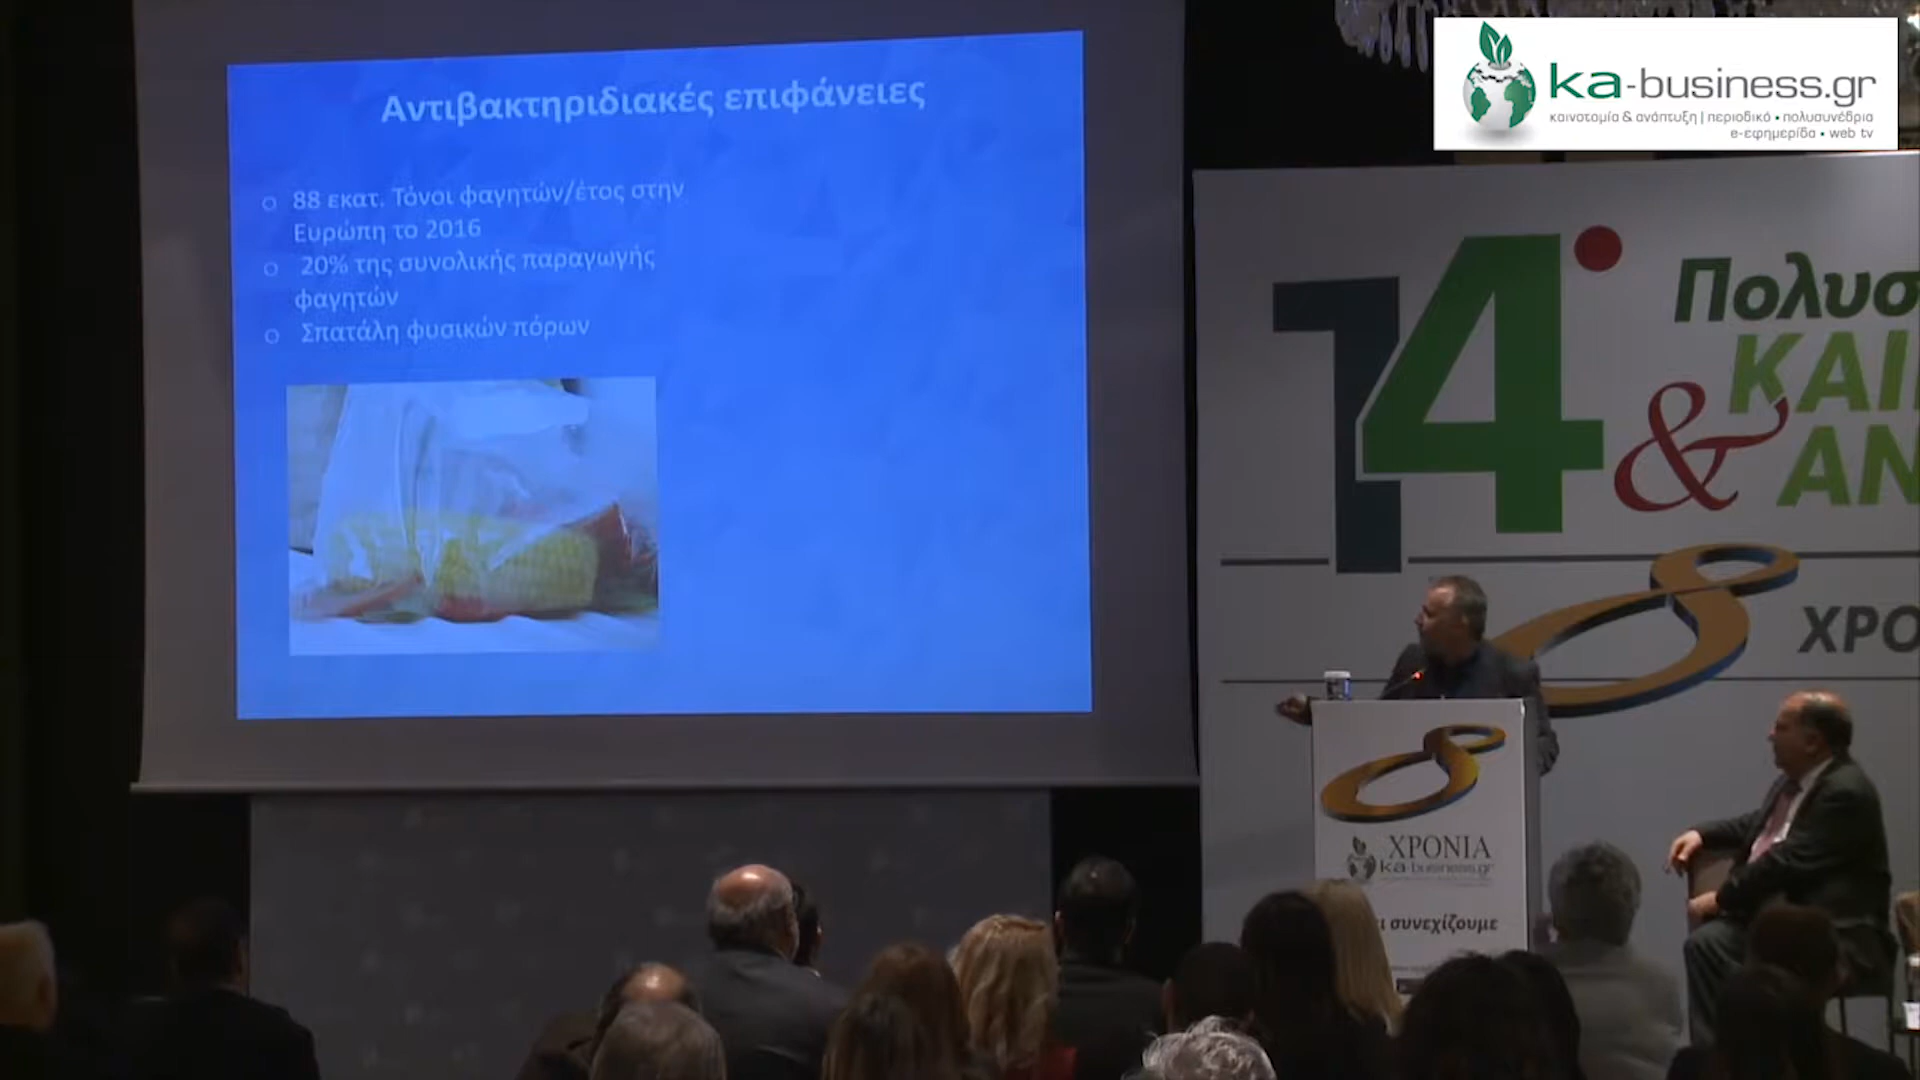 Αντιβακτηριδιακές επιφάνειες
88 εκατ. Τόνοι φαγητών/έτος στην
Ευρώπη το 2016
20% της συνολικής παραγωγής
φαγητών
Σπατάλη φυσικών πόρων
ka-business.gr
καινοτομία & ανάπτυξη | περιοδικό • πολυσυνέδρια
e-εφημερίδα • web tv
14
Πολυσ
ΚΑΙ
&
ΑΝ
8
ΧΡΟ
8
ΧΡΟΝΙΑ
ka-business.gr
ι συνεχίζουμε